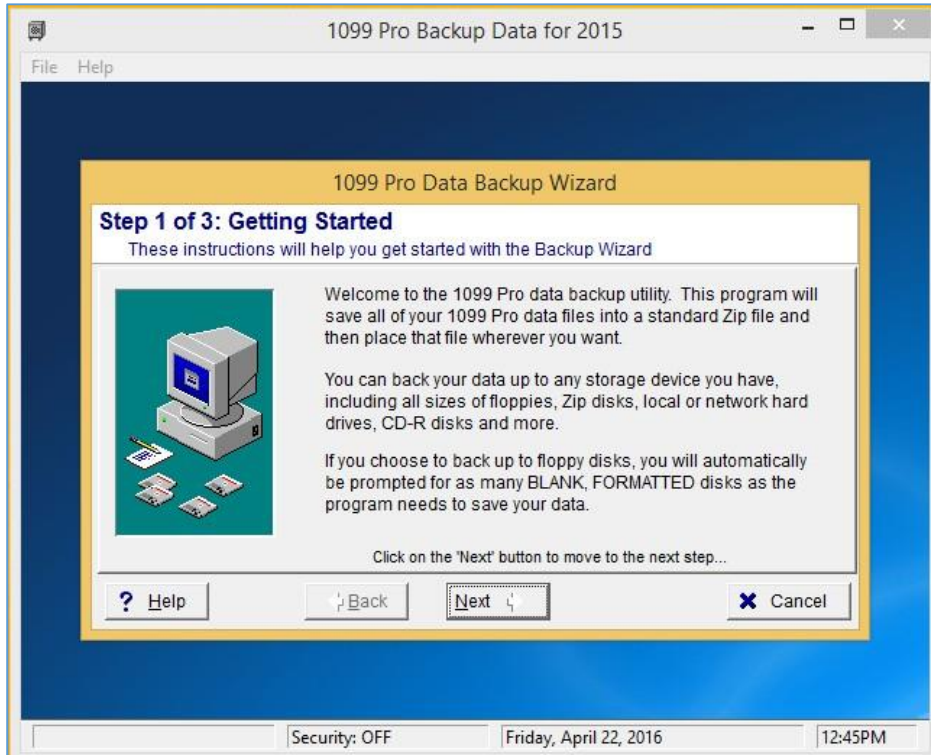 1099 Pro Backup Data for 2015
File Help
1099 Pro Data Backup Wizard
Step 1 of 3: Getting Started
These instructions will help you get started with the Backup Wizard
Welcome to the 1099 Pro data backup utility. This program will
save all of your 1099 Pro data files into a standard Zip file and
then place that file wherever you want.
You can back your data up to any storage device you have,
including all sizes of floppies, Zip disks, local or network hard
drives, CD-R disks and more.
If you choose to back up to floppy disks, you will automatically
be prompted for as many BLANK, FORMATTED disks as the
program needs to save your data.
Click on the 'Next' button to move to the next step...
? Help Back Next Cancel
Security: OFF Friday, April 22, 2016 12:45PM